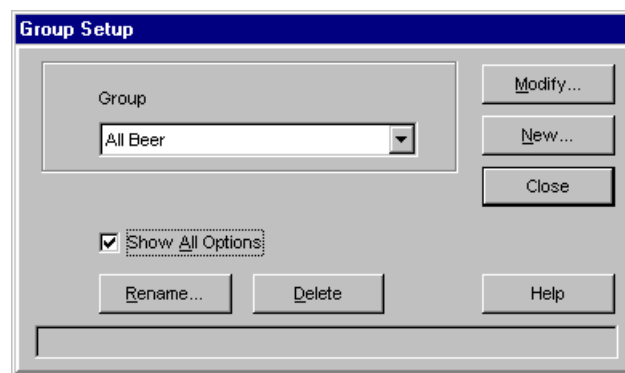 Group Setup
Group
All Beer
Modify...
New...
Close
Show All Options
Rename...
Delete
Help